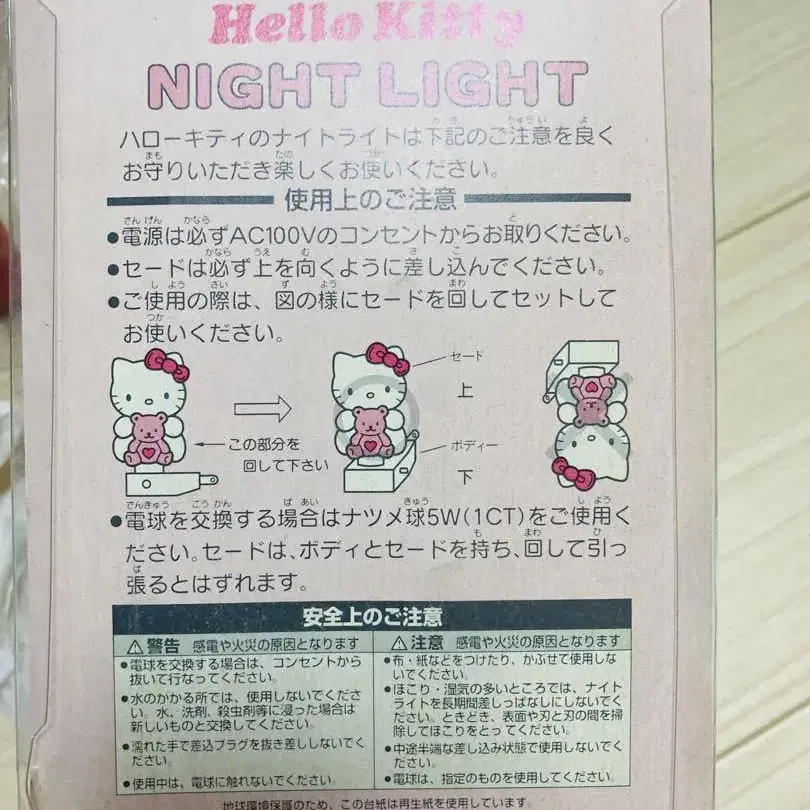 Hello Kitty
NIGHT LIGHT
ハローキティのナイトライトは下記のご注意を良く
お守りいただき楽しくお使いください。
使用上のご注意
●電源は必ずAC100Vのコンセントからお取りください。
●セードは必ず上を向くように差し込んでください。
●ご使用の際は、図の様にセードを回してセットして
お使いください。
この部分を
回して下さい
セード
上
ボディー
下
●電球を交換する場合はナツメ球5W(1CT)をご使用く
ださい。セードは、ボディとセードを持ち、回して引っ
張るとはずれます。
安全上のご注意
⚠警告 感電や火災の原因となります
●電球を交換する場合は、コンセントから
抜いて行なってください。
●水のかかる所では、使用しないでくださ
い。水、洗剤、殺虫剤等に浸った場合は
新しいものと交換してください。
●濡れた手で差込プラグを抜き差ししないでく
ださい。
●使用中は、電球に触れないでください。
⚠注意 感電や火災の原因となります
●布・紙などをつけたり、かぶせて使用しな
いでください。
●ほこり・湿気の多いところでは、ナイト
ライトを長期間差しっぱなしにしないでく
ださい。ときどき、表面や刃と刃の間を掃
除してほこりをとってください。
●中途半端な差し込み状態で使用しないでく
ださい。
●電球は、指定のものを使用してください。
地球環境保護のため、この台紙は再生紙を使用しています。